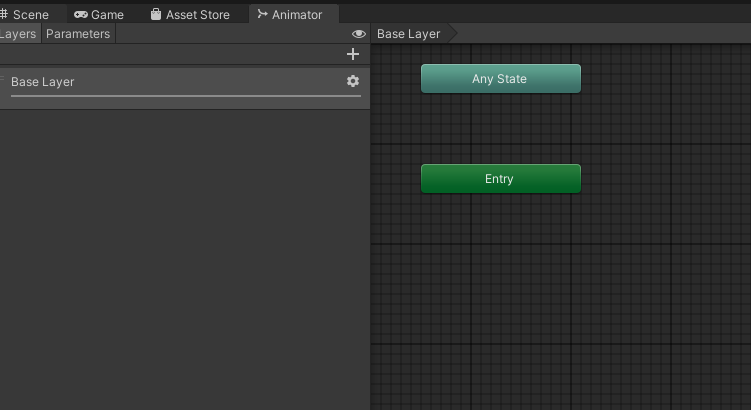 Scene Game Asset Store Animator
Layers Parameters
Base Layer
Base Layer
Any State
Entry